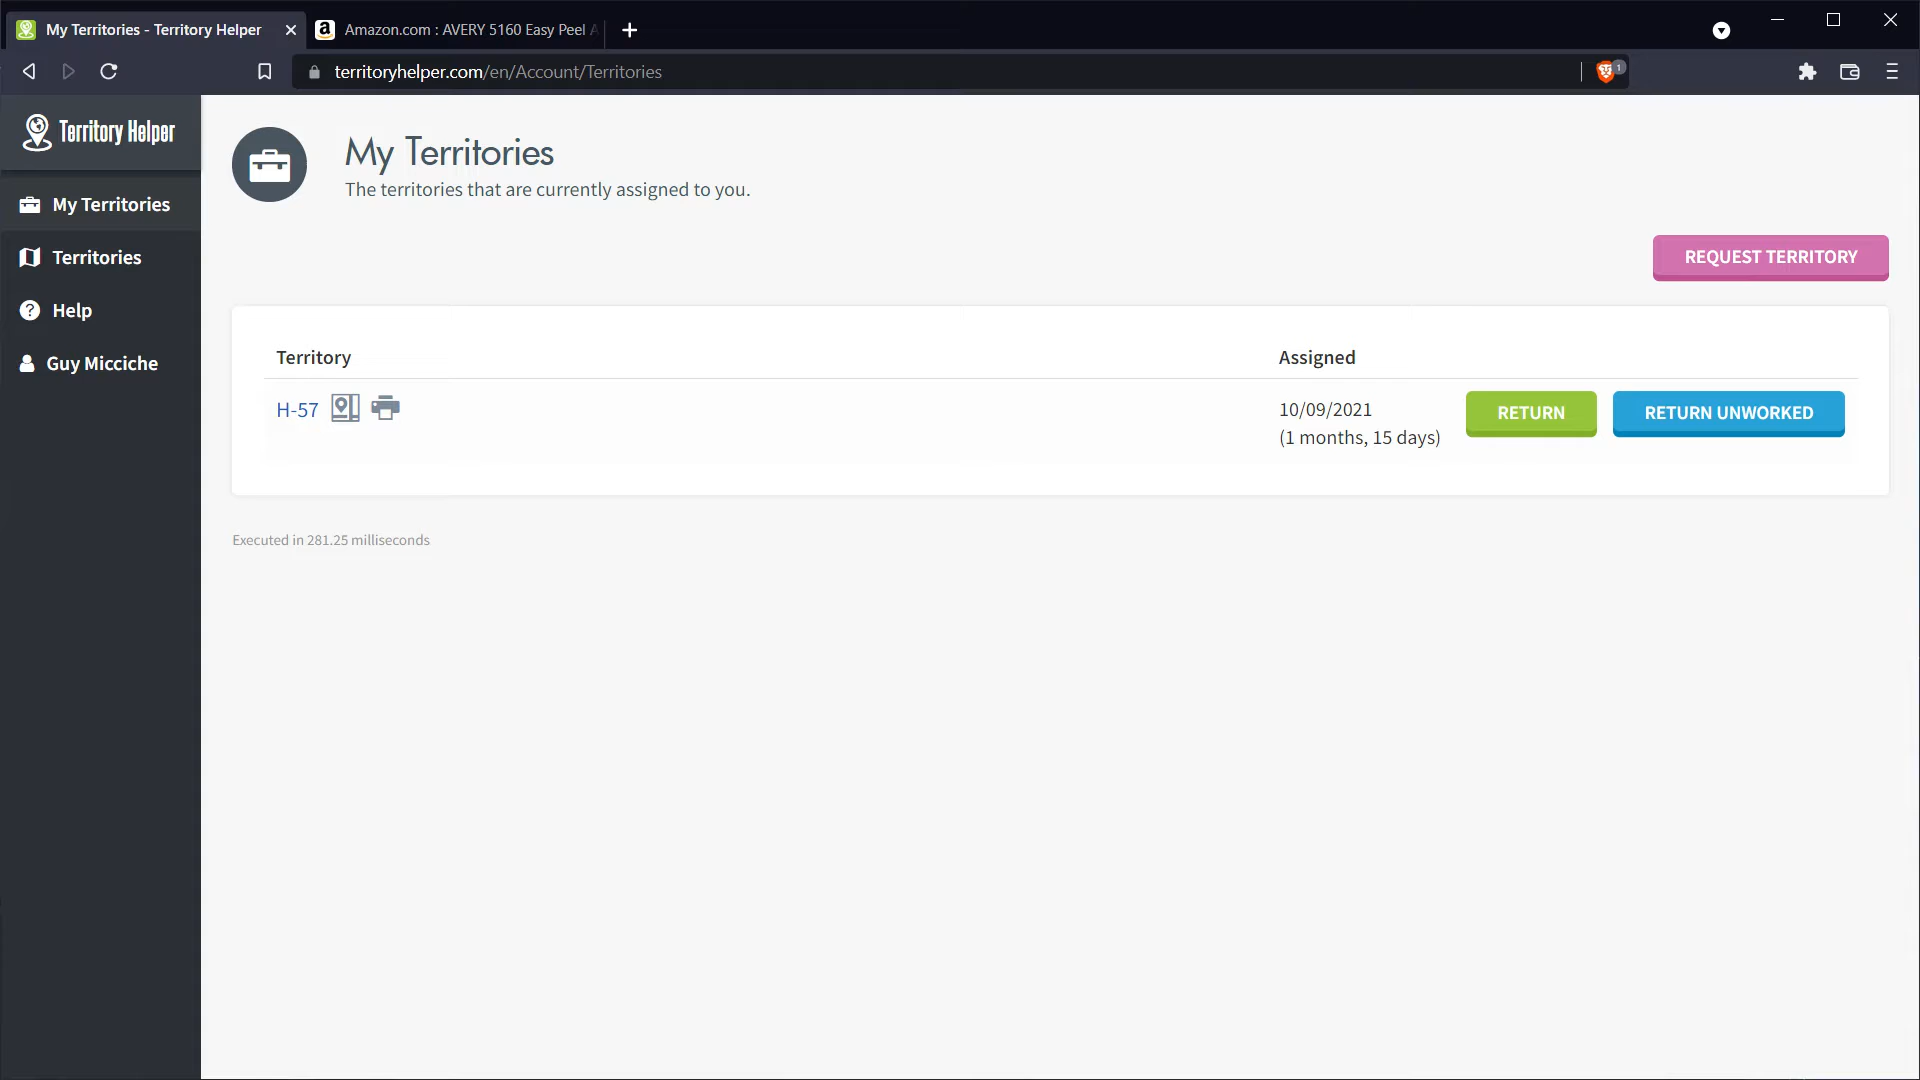 My Territories - Territory Helper
Amazon.com : AVERY 5160 Easy Peel A
territoryhelper.com/en/Account/Territories
1
Territory Helper
My Territories
Territories
Help
Guy Micciche
My Territories
The territories that are currently assigned to you.
REQUEST TERRITORY
Territory
Assigned
H-57
10/09/2021
(1 months, 15 days)
RETURN
RETURN UNWORKED
Executed in 281.25 milliseconds